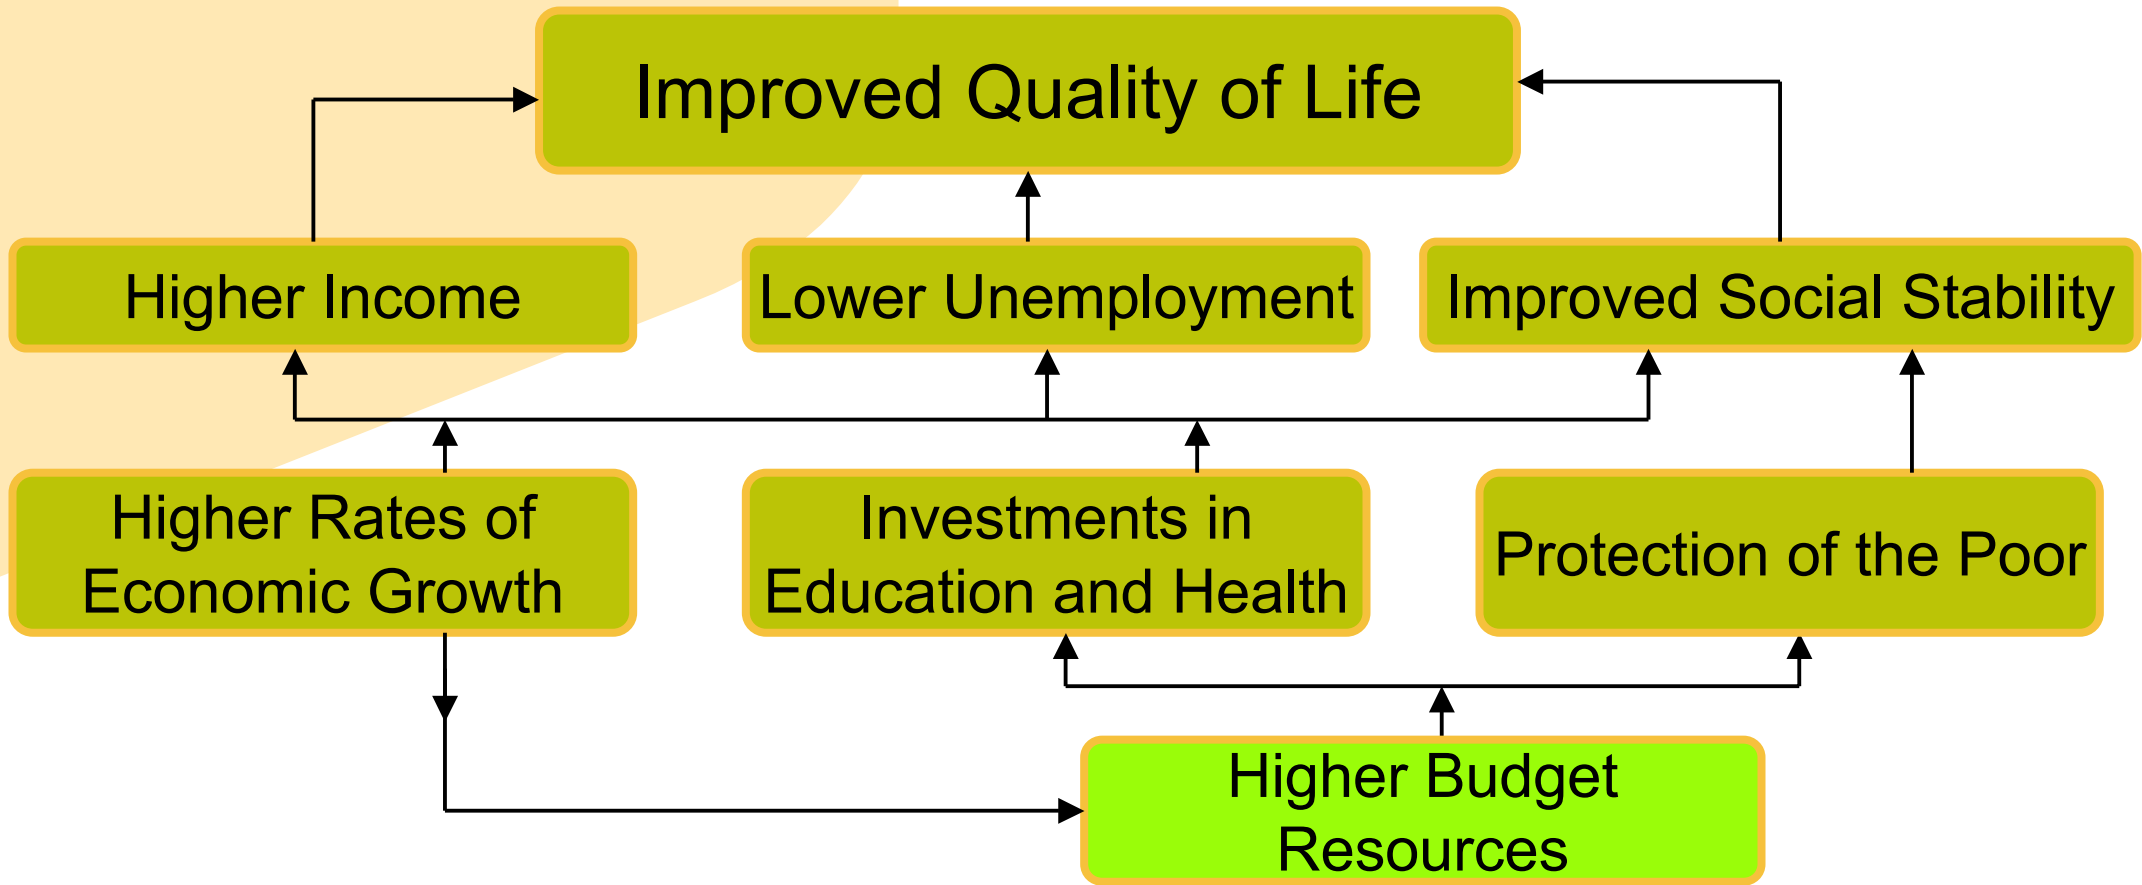 Improved Quality of Life
Higher Income
Lower Unemployment
Improved Social Stability
Higher Rates of
Economic Growth
Investments in
Education and Health
Protection of the Poor
Higher Budget
Resources